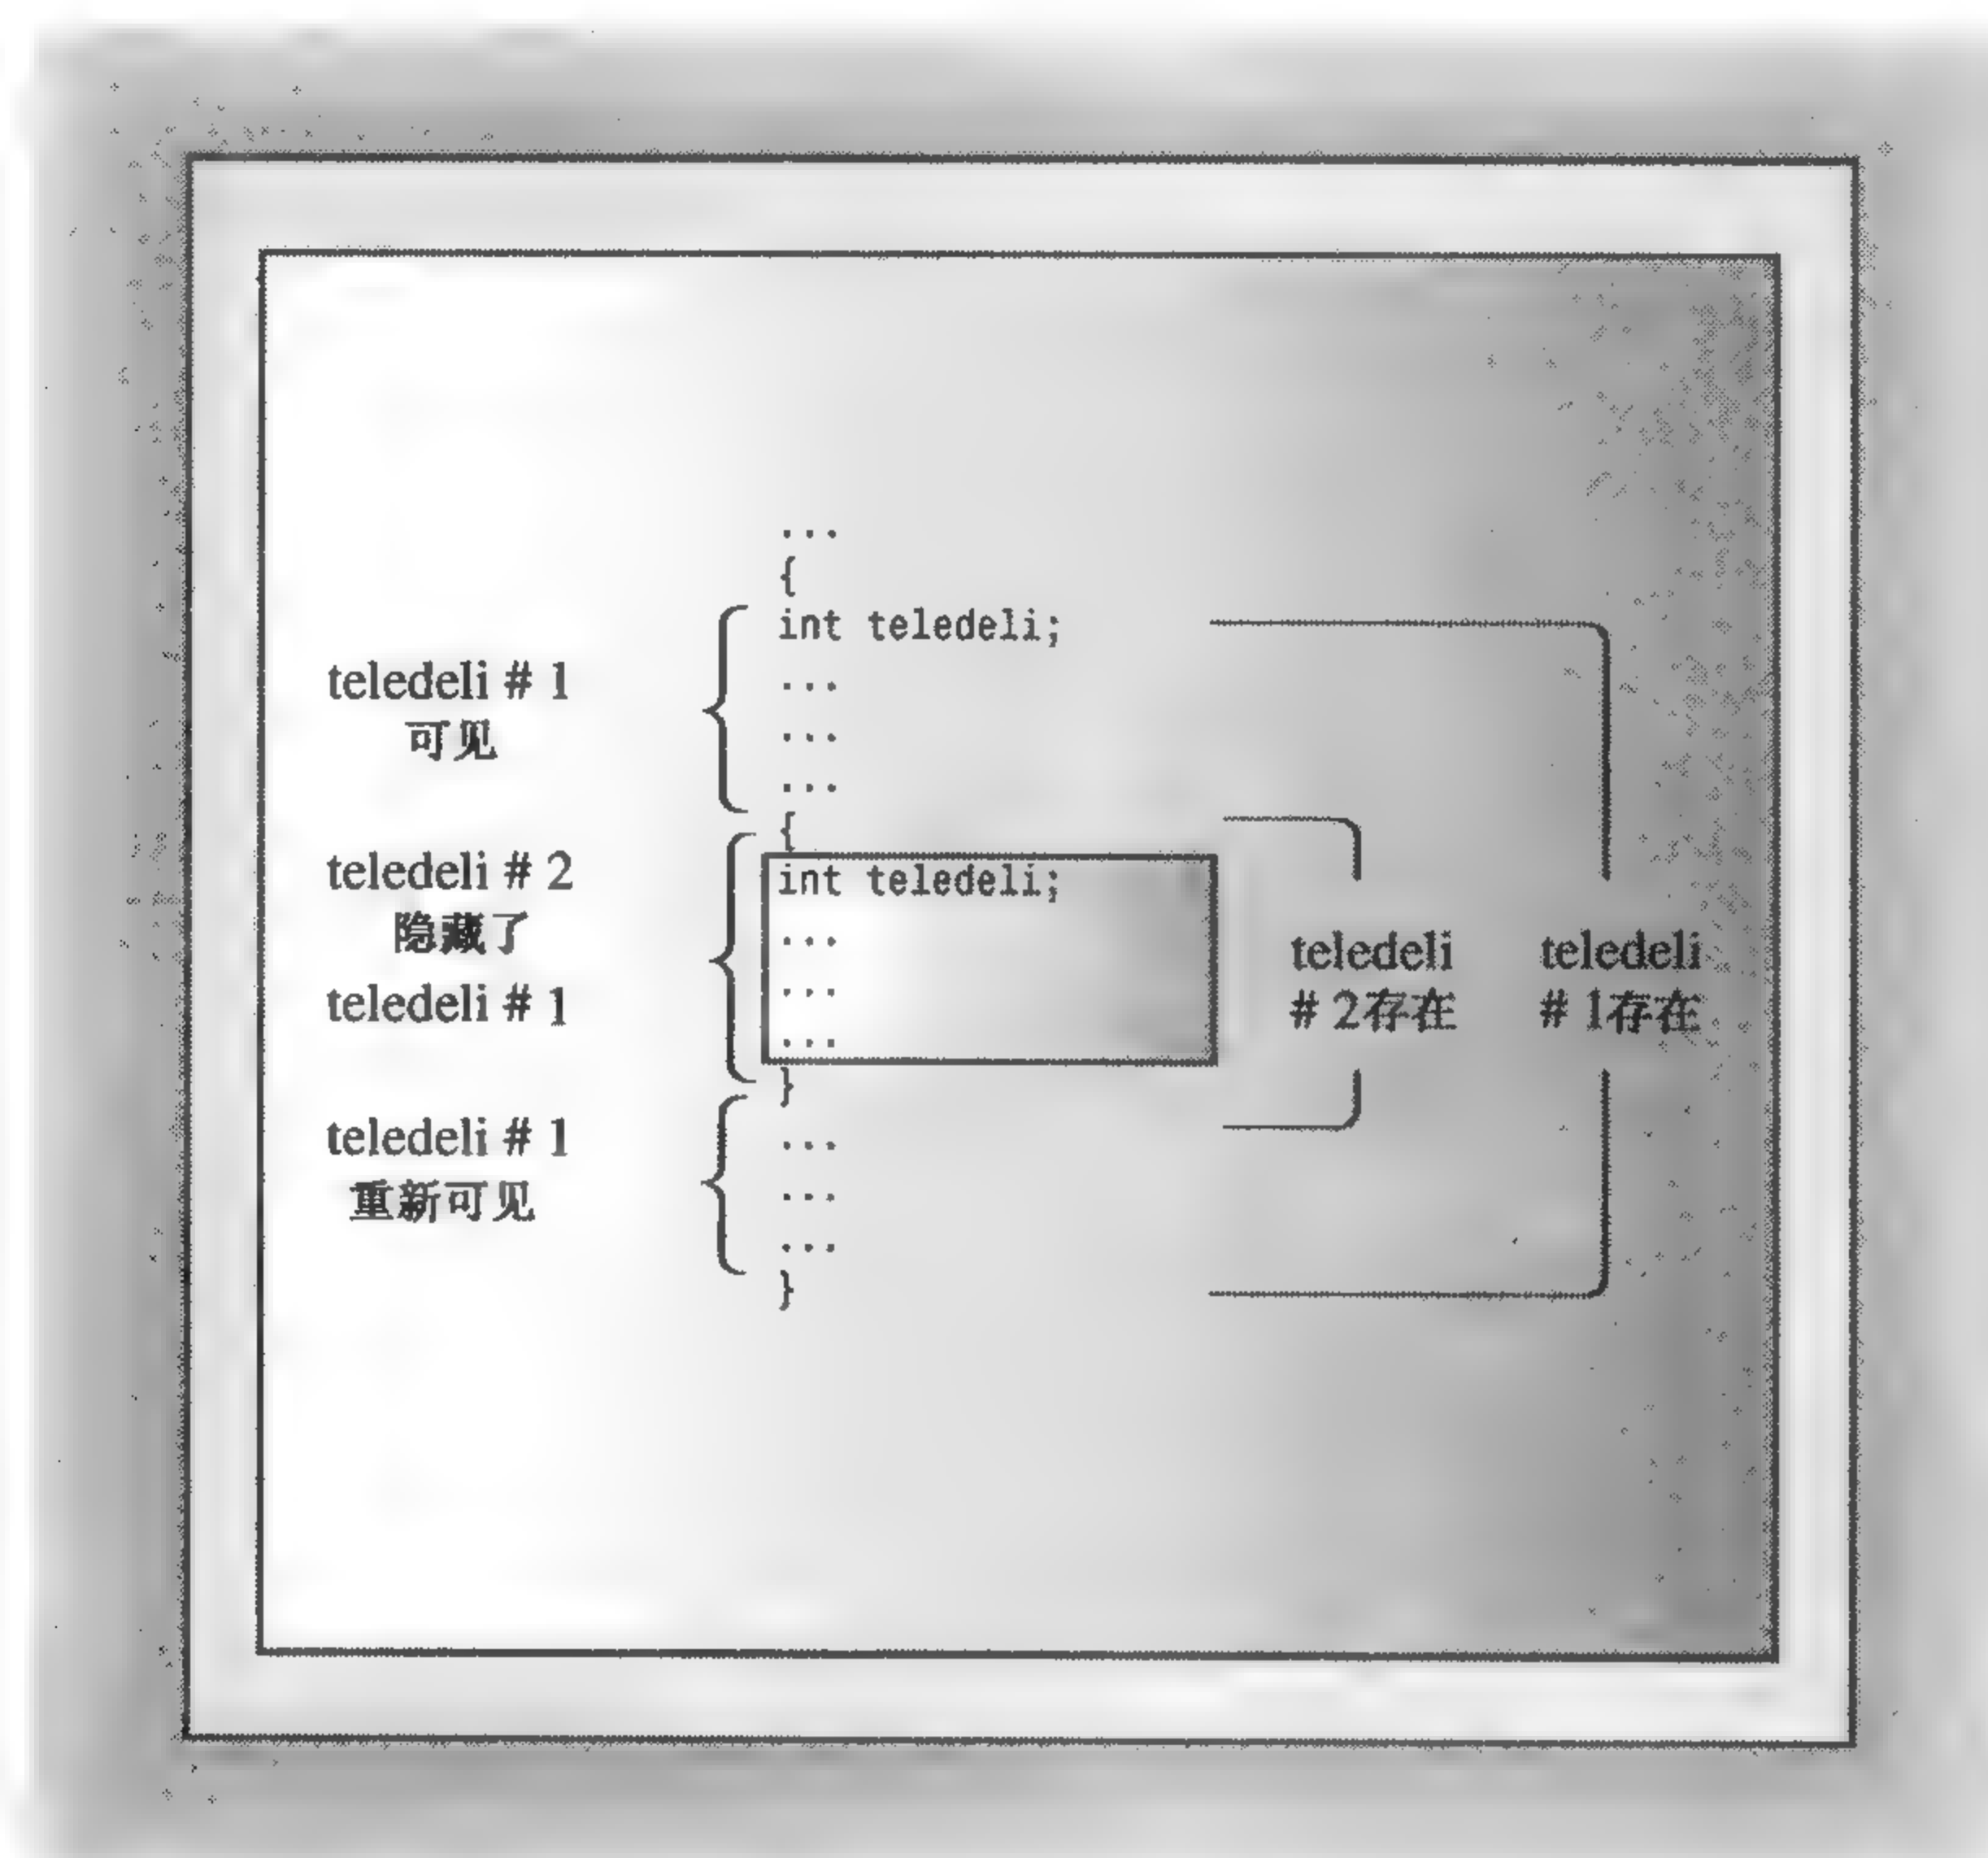 ...
{
int teledeli;
...
...
...
{
int teledeli;
...
...
...
}
...
...
...
}
teledeli # 1
可见
teledeli # 2
隐藏了
teledeli # 1
teledeli # 1
重新可见
teledeli
# 2存在
teledeli
# 1存在